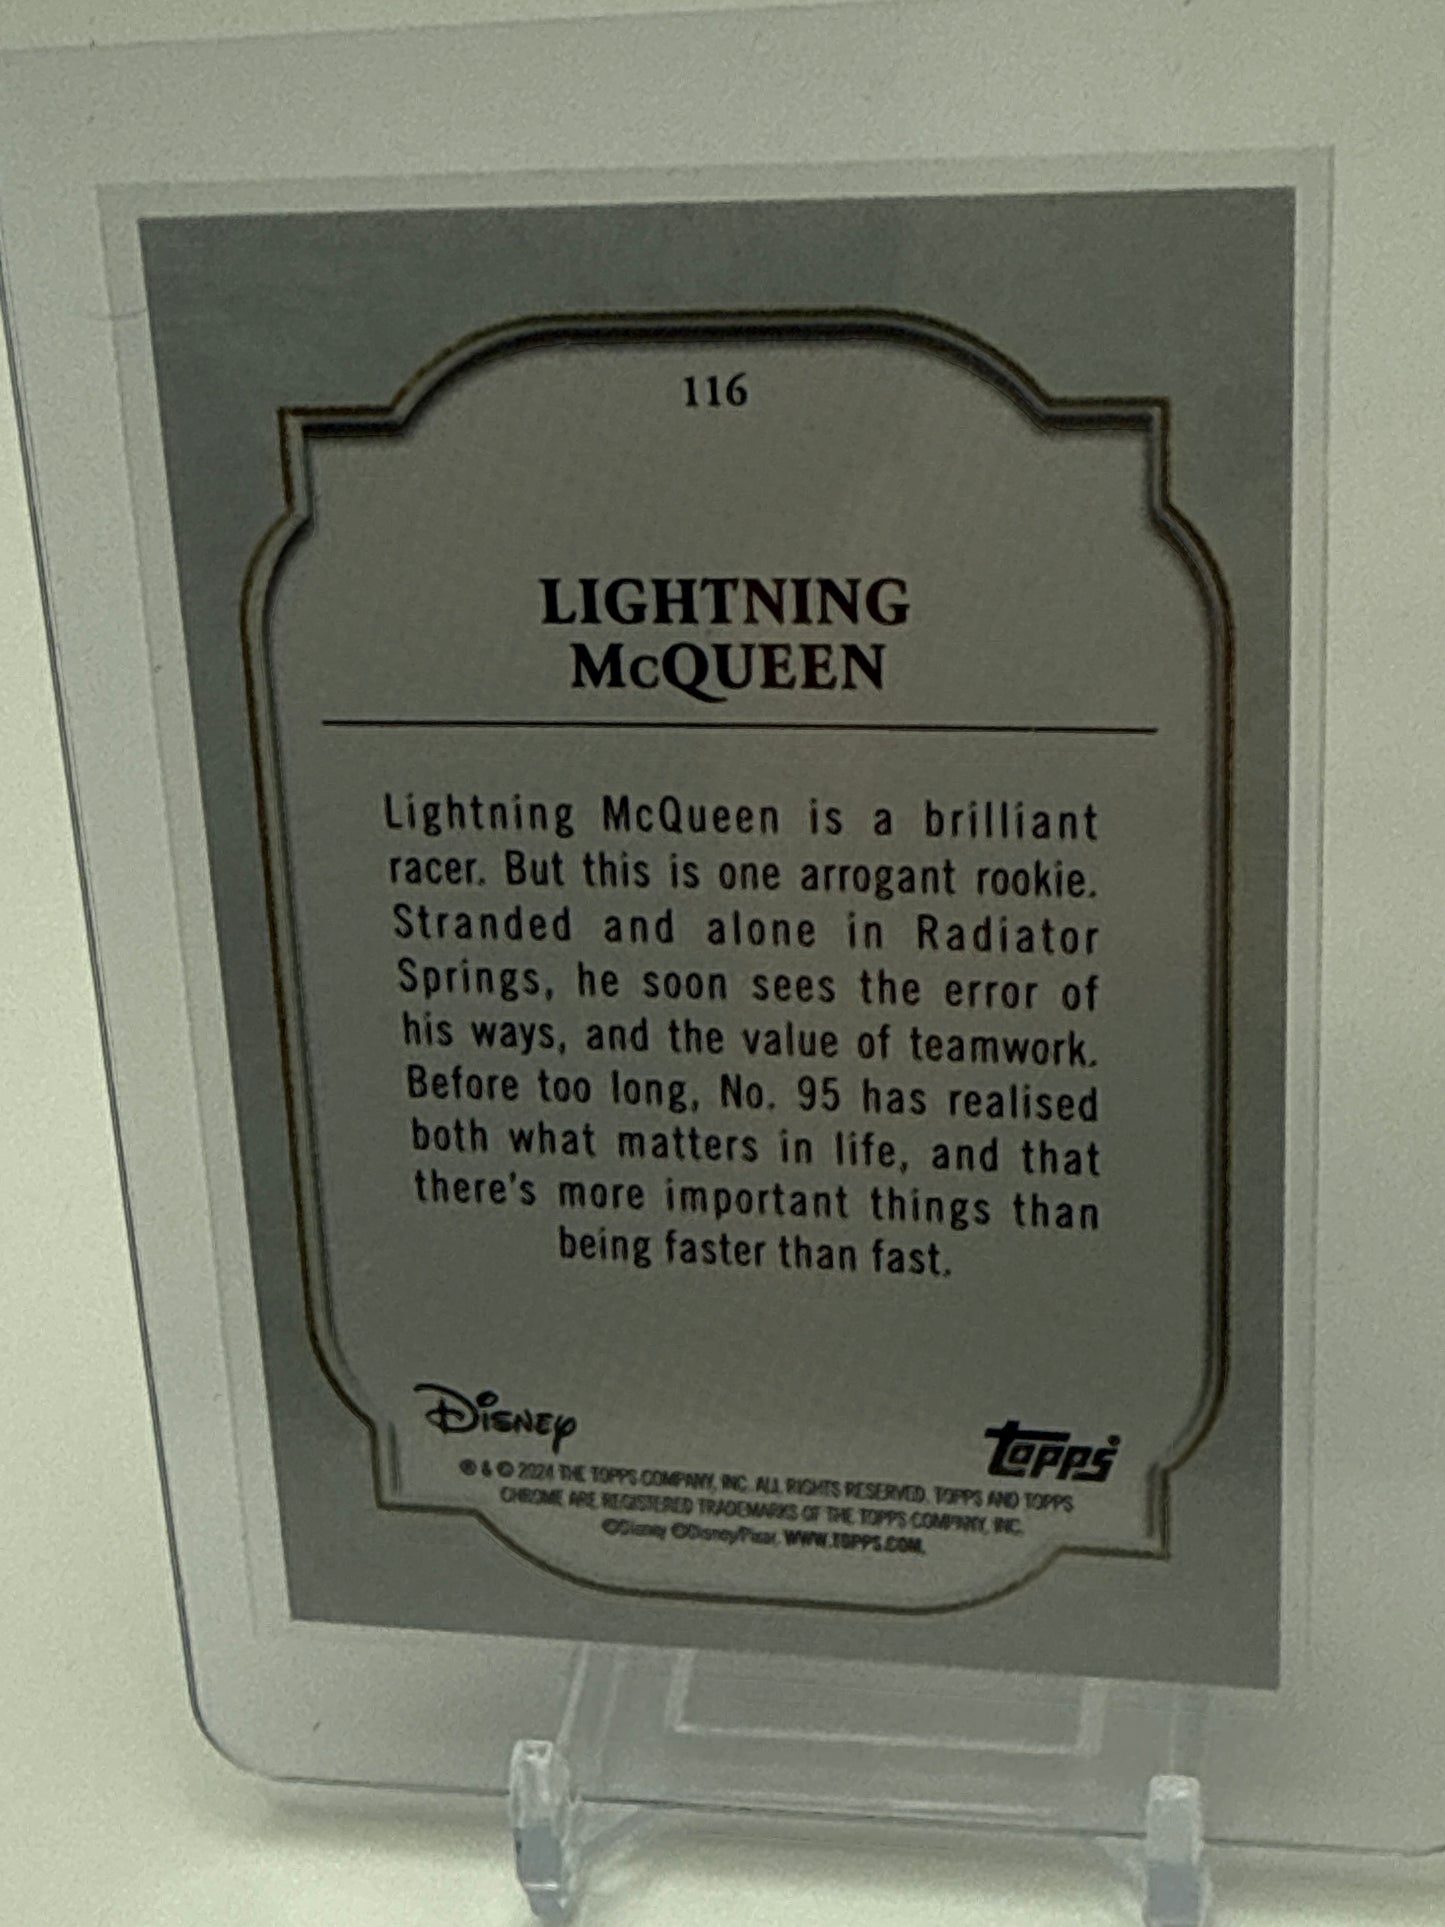 116
LIGHTNING
McQUEEN
Lightning McQueen is a brilliant
racer. But this is one arrogant rookie.
Stranded and alone in Radiator
Springs, he soon sees the error of
his ways, and the value of teamwork.
Before too long, No. 95 has realised
both what matters in life, and that
there's more important things than
being faster than fast.
Disney
topps
® & © 2024 THE TOPPS COMPANY, INC. ALL RIGHTS RESERVED. TOPPS AND TOPPS
CHROME ARE REGISTERED TRADEMARKS OF THE TOPPS COMPANY, INC.
©Disney ©Disney/Pixar. WWW.TOPPS.COM.